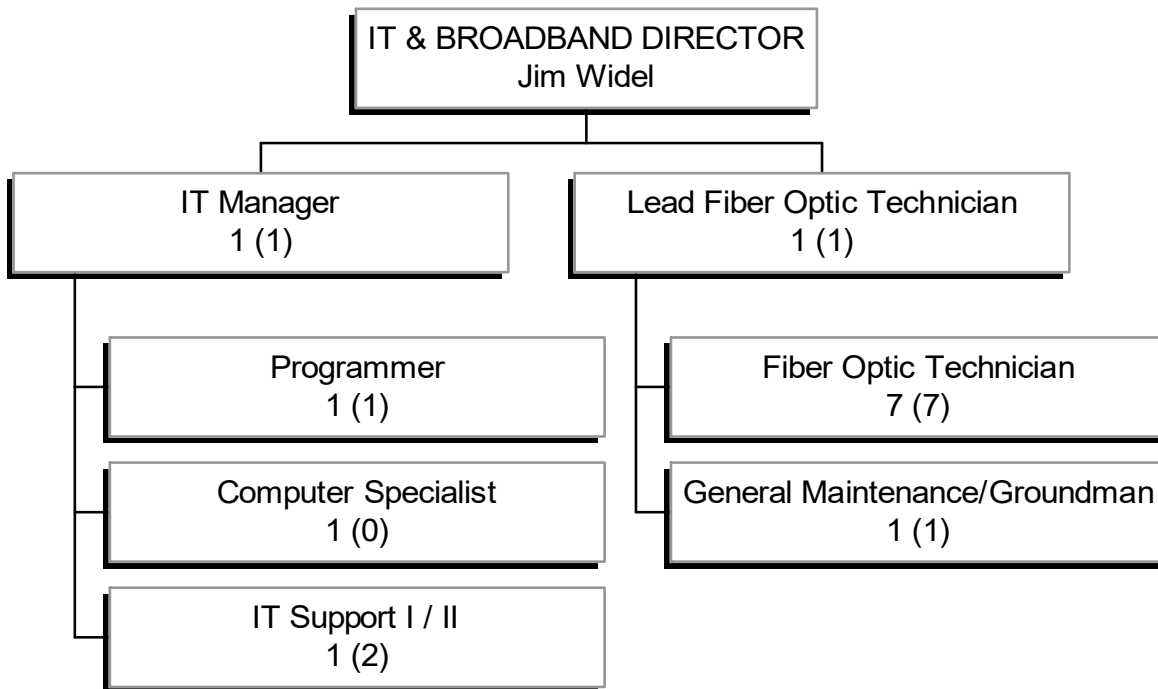 IT & BROADBAND DIRECTOR
Jim Widel
IT Manager
1 (1)
Lead Fiber Optic Technician
1 (1)
Programmer
1 (1)
Computer Specialist
1 (0)
IT Support I / II
1 (2)
Fiber Optic Technician
7 (7)
General Maintenance/Groundman
1 (1)